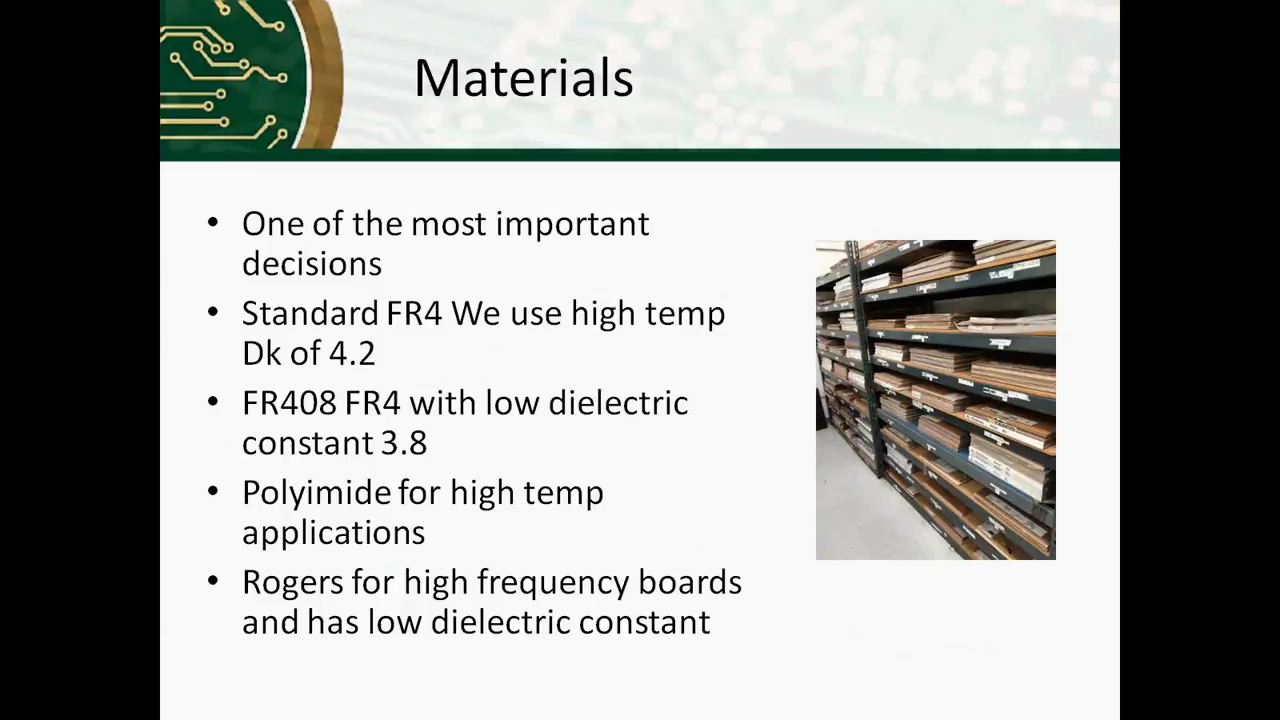 Materials
• One of the most important
decisions
• Standard FR4 We use high temp
Dk of 4.2
• FR408 FR4 with low dielectric
constant 3.8
• Polyimide for high temp
applications
• Rogers for high frequency boards
and has low dielectric constant